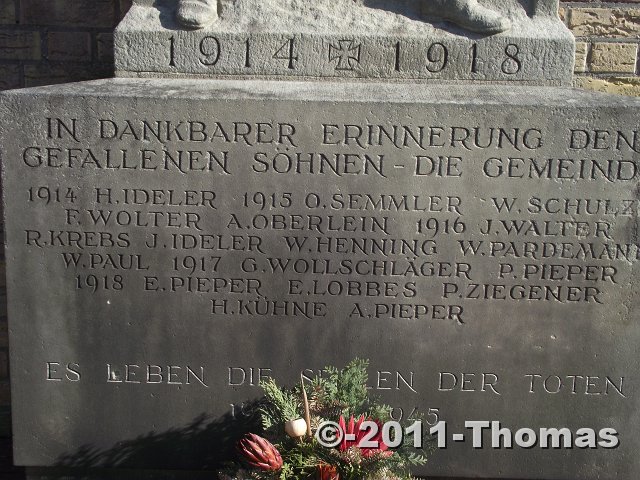 1914 1918
IN DANKBARER ERINNERUNG DEN
GEFALLENEN SÖHNEN - DIE GEMEIND
1914 H.IDELER 1915 O.SEMMLER W.SCHULZ
F.WOLTER A.OBERLEIN 1916 J.WALTER
R.KREBS J.IDELER W.HENNING W.PARDEMANN
W.PAUL 1917 G.WOLLSCHLÄGER P.PIEPER
1918 E.PIEPER E.LOBBES P.ZIEGENER
H.KÜHNE A.PIEPER
ES LEBEN DIE DER TOTEN
©-2011-Thomas